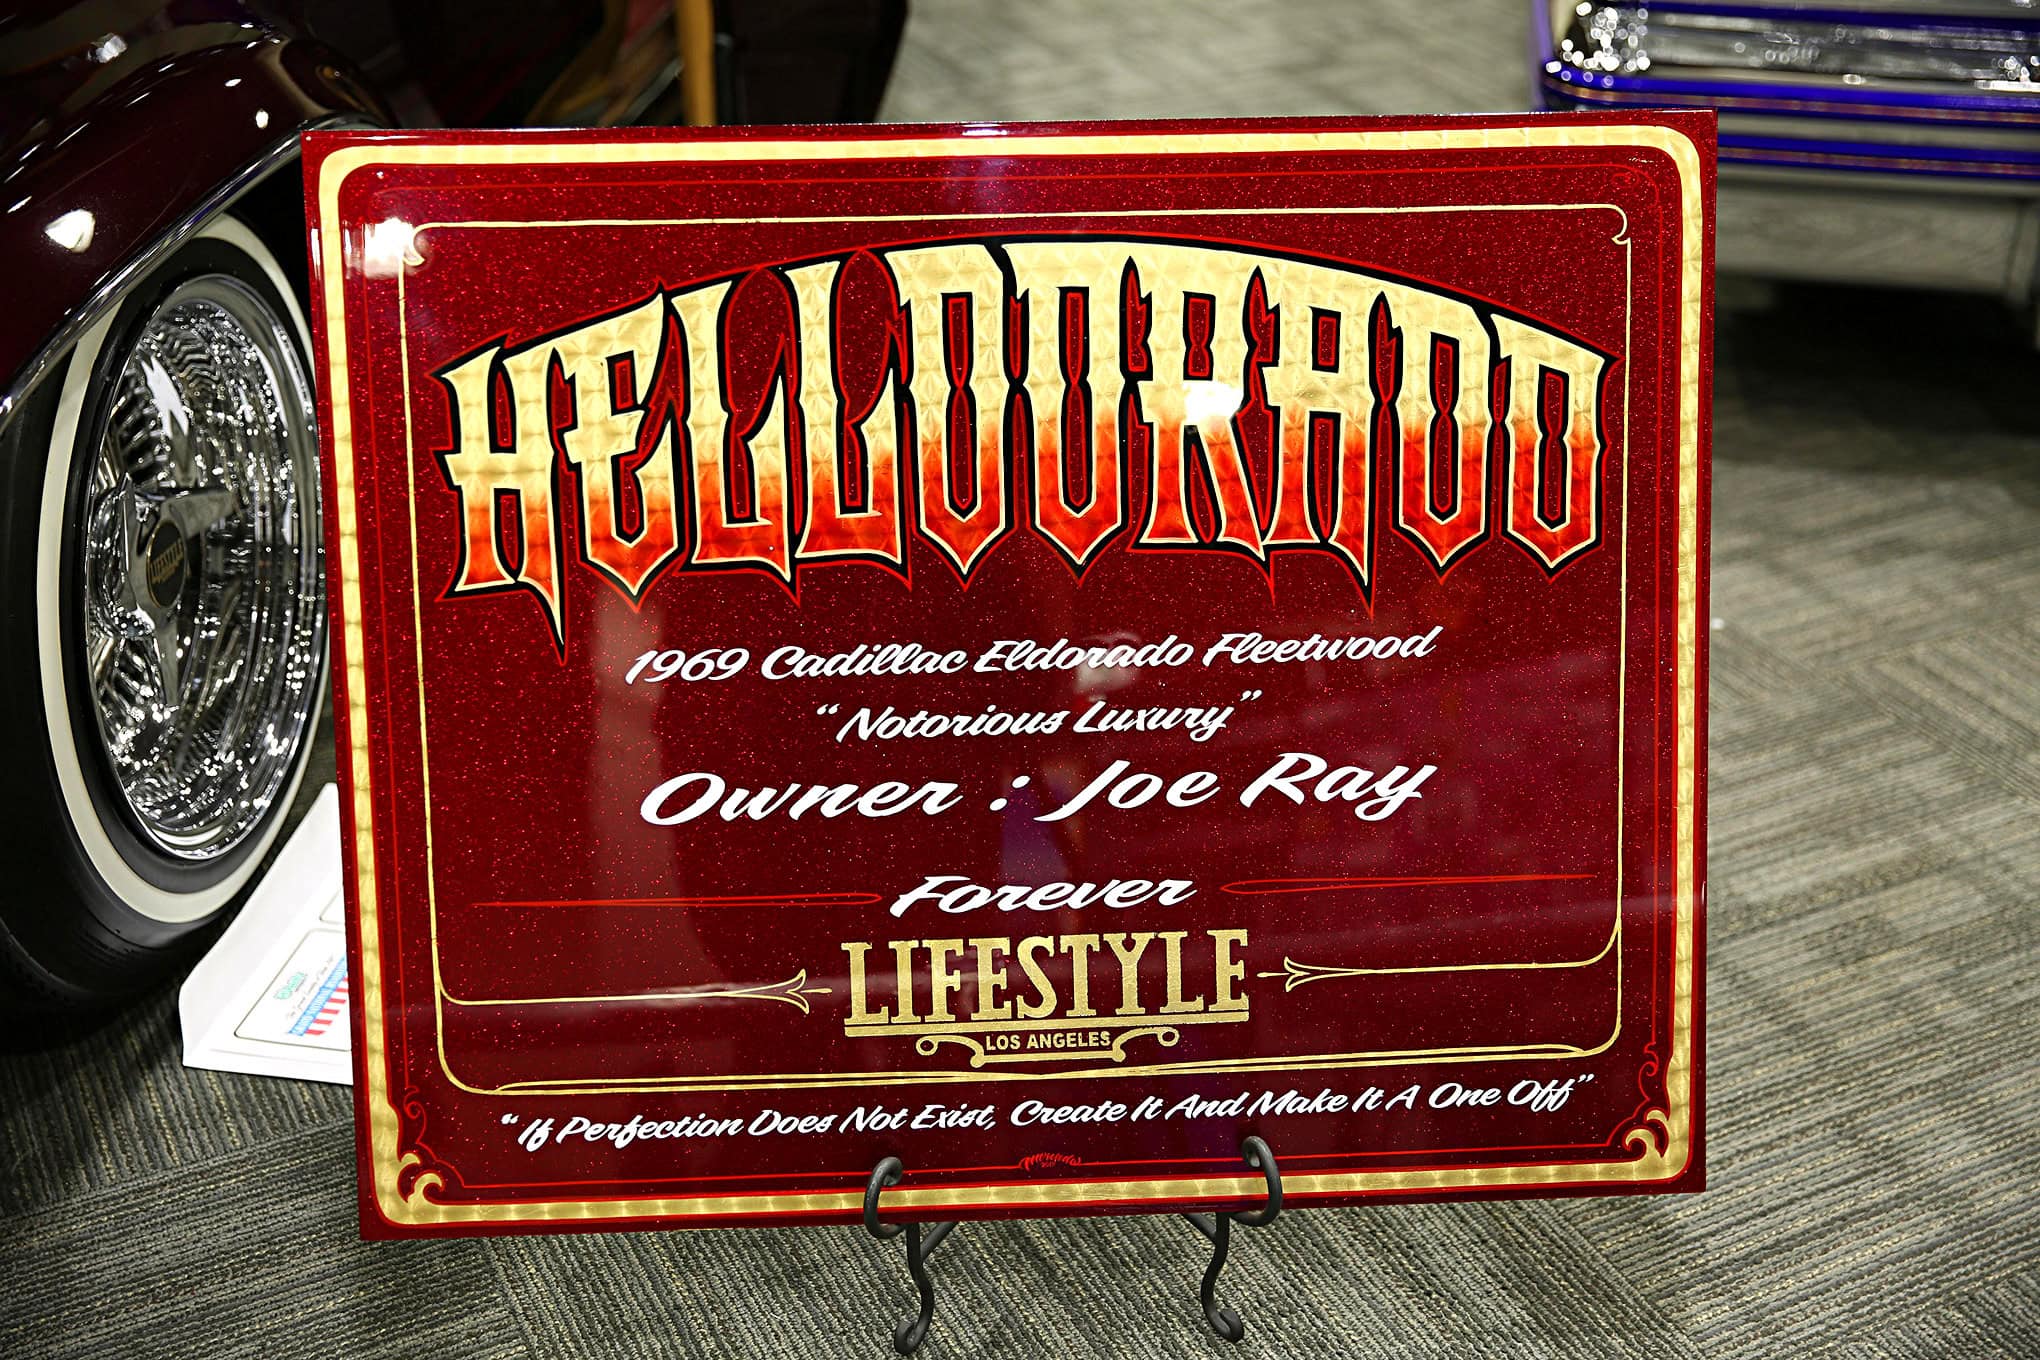 HELLDORADO
1969 Cadillac Eldorado Fleetwood
"Notorious Luxury"
Owner : Joe Ray
Forever
LIFESTYLE
LOS ANGELES
"If Perfection Does Not Exist, Create It And Make It A One Off"
LIFESTYLE